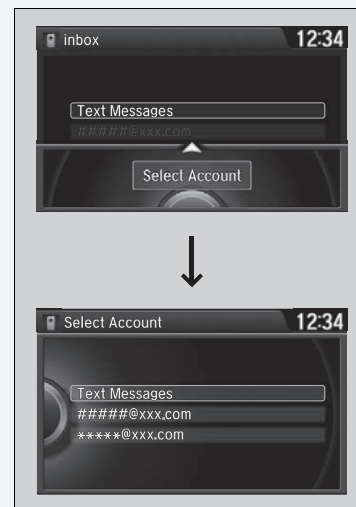 inbox 12:34
Text Messages
#####@xxx.com
Select Account
Select Account 12:34
Text Messages
#####@xxx.com
*****@xxx.com